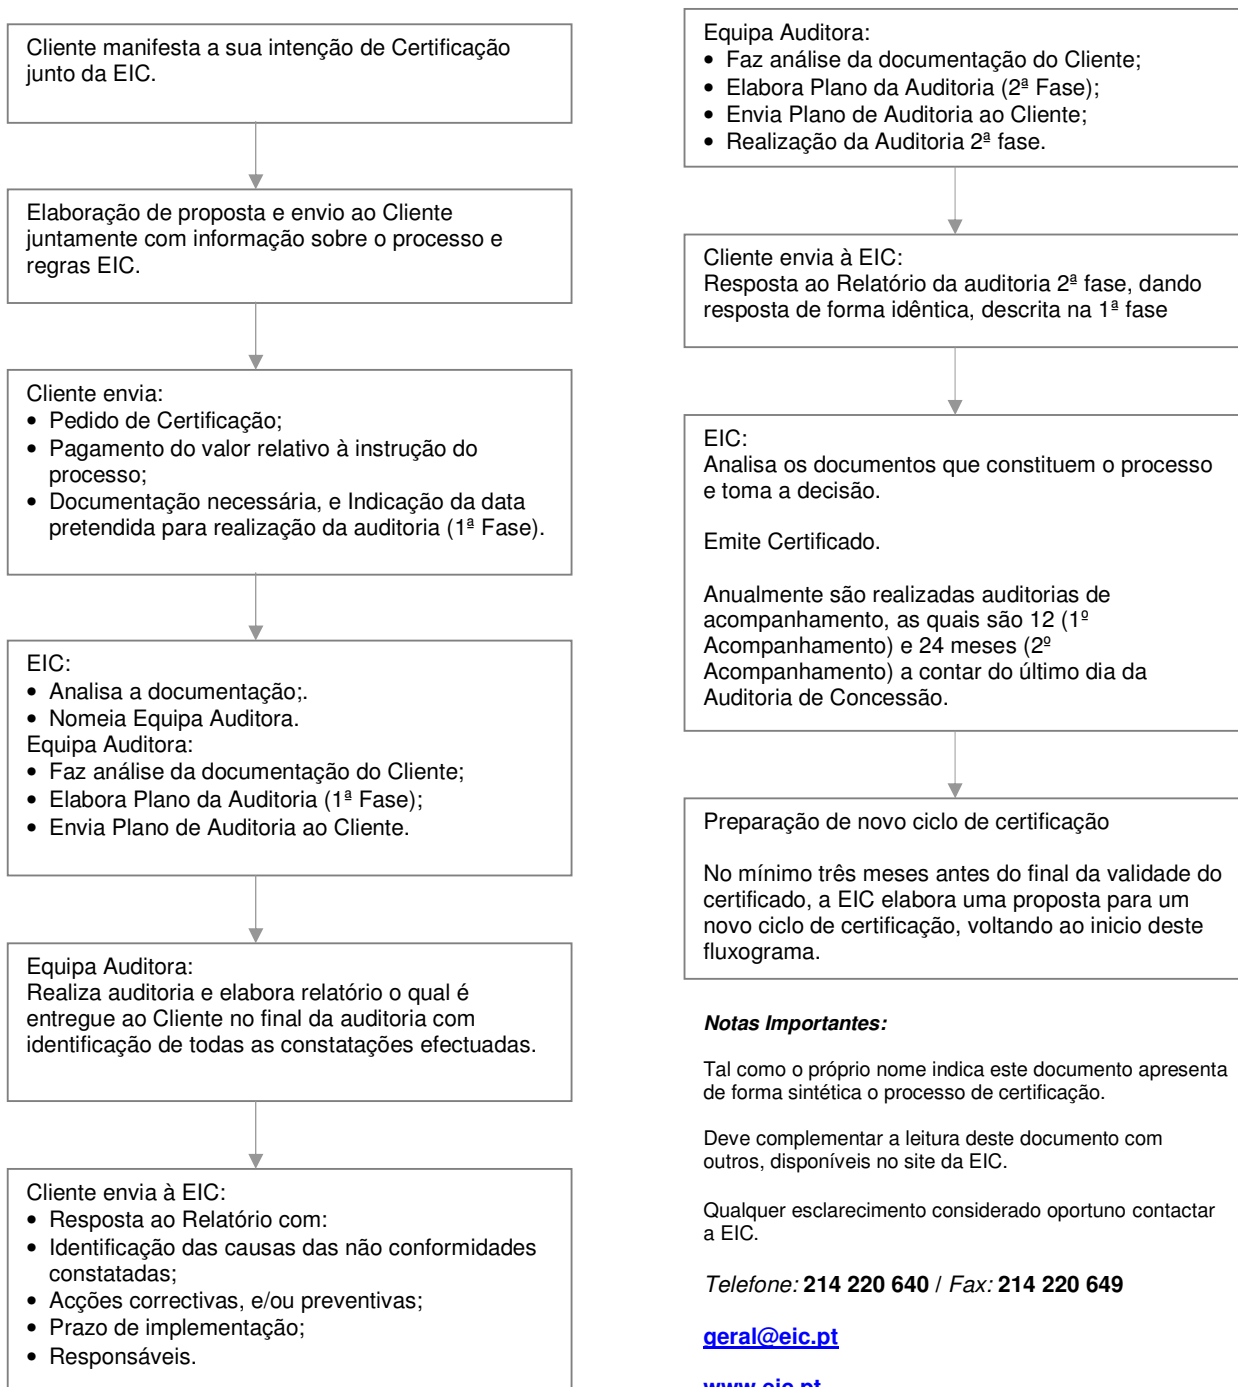 Cliente manifesta a sua intenção de Certificação
junto da EIC.
Elaboração de proposta e envio ao Cliente
juntamente com informação sobre o processo e
regras EIC.
Cliente envia:
• Pedido de Certificação;
• Pagamento do valor relativo à instrução do
processo;
• Documentação necessária, e Indicação da data
pretendida para realização da auditoria (1ª Fase).
EIC:
• Analisa a documentação;.
• Nomeia Equipa Auditora.
Equipa Auditora:
• Faz análise da documentação do Cliente;
• Elabora Plano da Auditoria (1ª Fase);
• Envia Plano de Auditoria ao Cliente.
Equipa Auditora:
Realiza auditoria e elabora relatório o qual é
entregue ao Cliente no final da auditoria com
identificação de todas as constatações efectuadas.
Cliente envia à EIC:
• Resposta ao Relatório com:
• Identificação das causas das não conformidades
constatadas;
• Acções correctivas, e/ou preventivas;
• Prazo de implementação;
• Responsáveis.
Equipa Auditora:
• Faz análise da documentação do Cliente;
• Elabora Plano da Auditoria (2ª Fase);
• Envia Plano de Auditoria ao Cliente;
• Realização da Auditoria 2ª fase.
Cliente envia à EIC:
Resposta ao Relatório da auditoria 2ª fase, dando
resposta de forma idêntica, descrita na 1ª fase
EIC:
Analisa os documentos que constituem o processo
e toma a decisão.
Emite Certificado.
Anualmente são realizadas auditorias de
acompanhamento, as quais são 12 (1º
Acompanhamento) e 24 meses (2º
Acompanhamento) a contar do último dia da
Auditoria de Concessão.
Preparação de novo ciclo de certificação
No mínimo três meses antes do final da validade do
certificado, a EIC elabora uma proposta para um
novo ciclo de certificação, voltando ao inicio deste
fluxograma.
Notas Importantes:
Tal como o próprio nome indica este documento apresenta
de forma sintética o processo de certificação.
Deve complementar a leitura deste documento com
outros, disponíveis no site da EIC.
Qualquer esclarecimento considerado oportuno contactar
a EIC.
Telefone: 214 220 640 / Fax: 214 220 649
geral@eic.pt
www.eic.pt